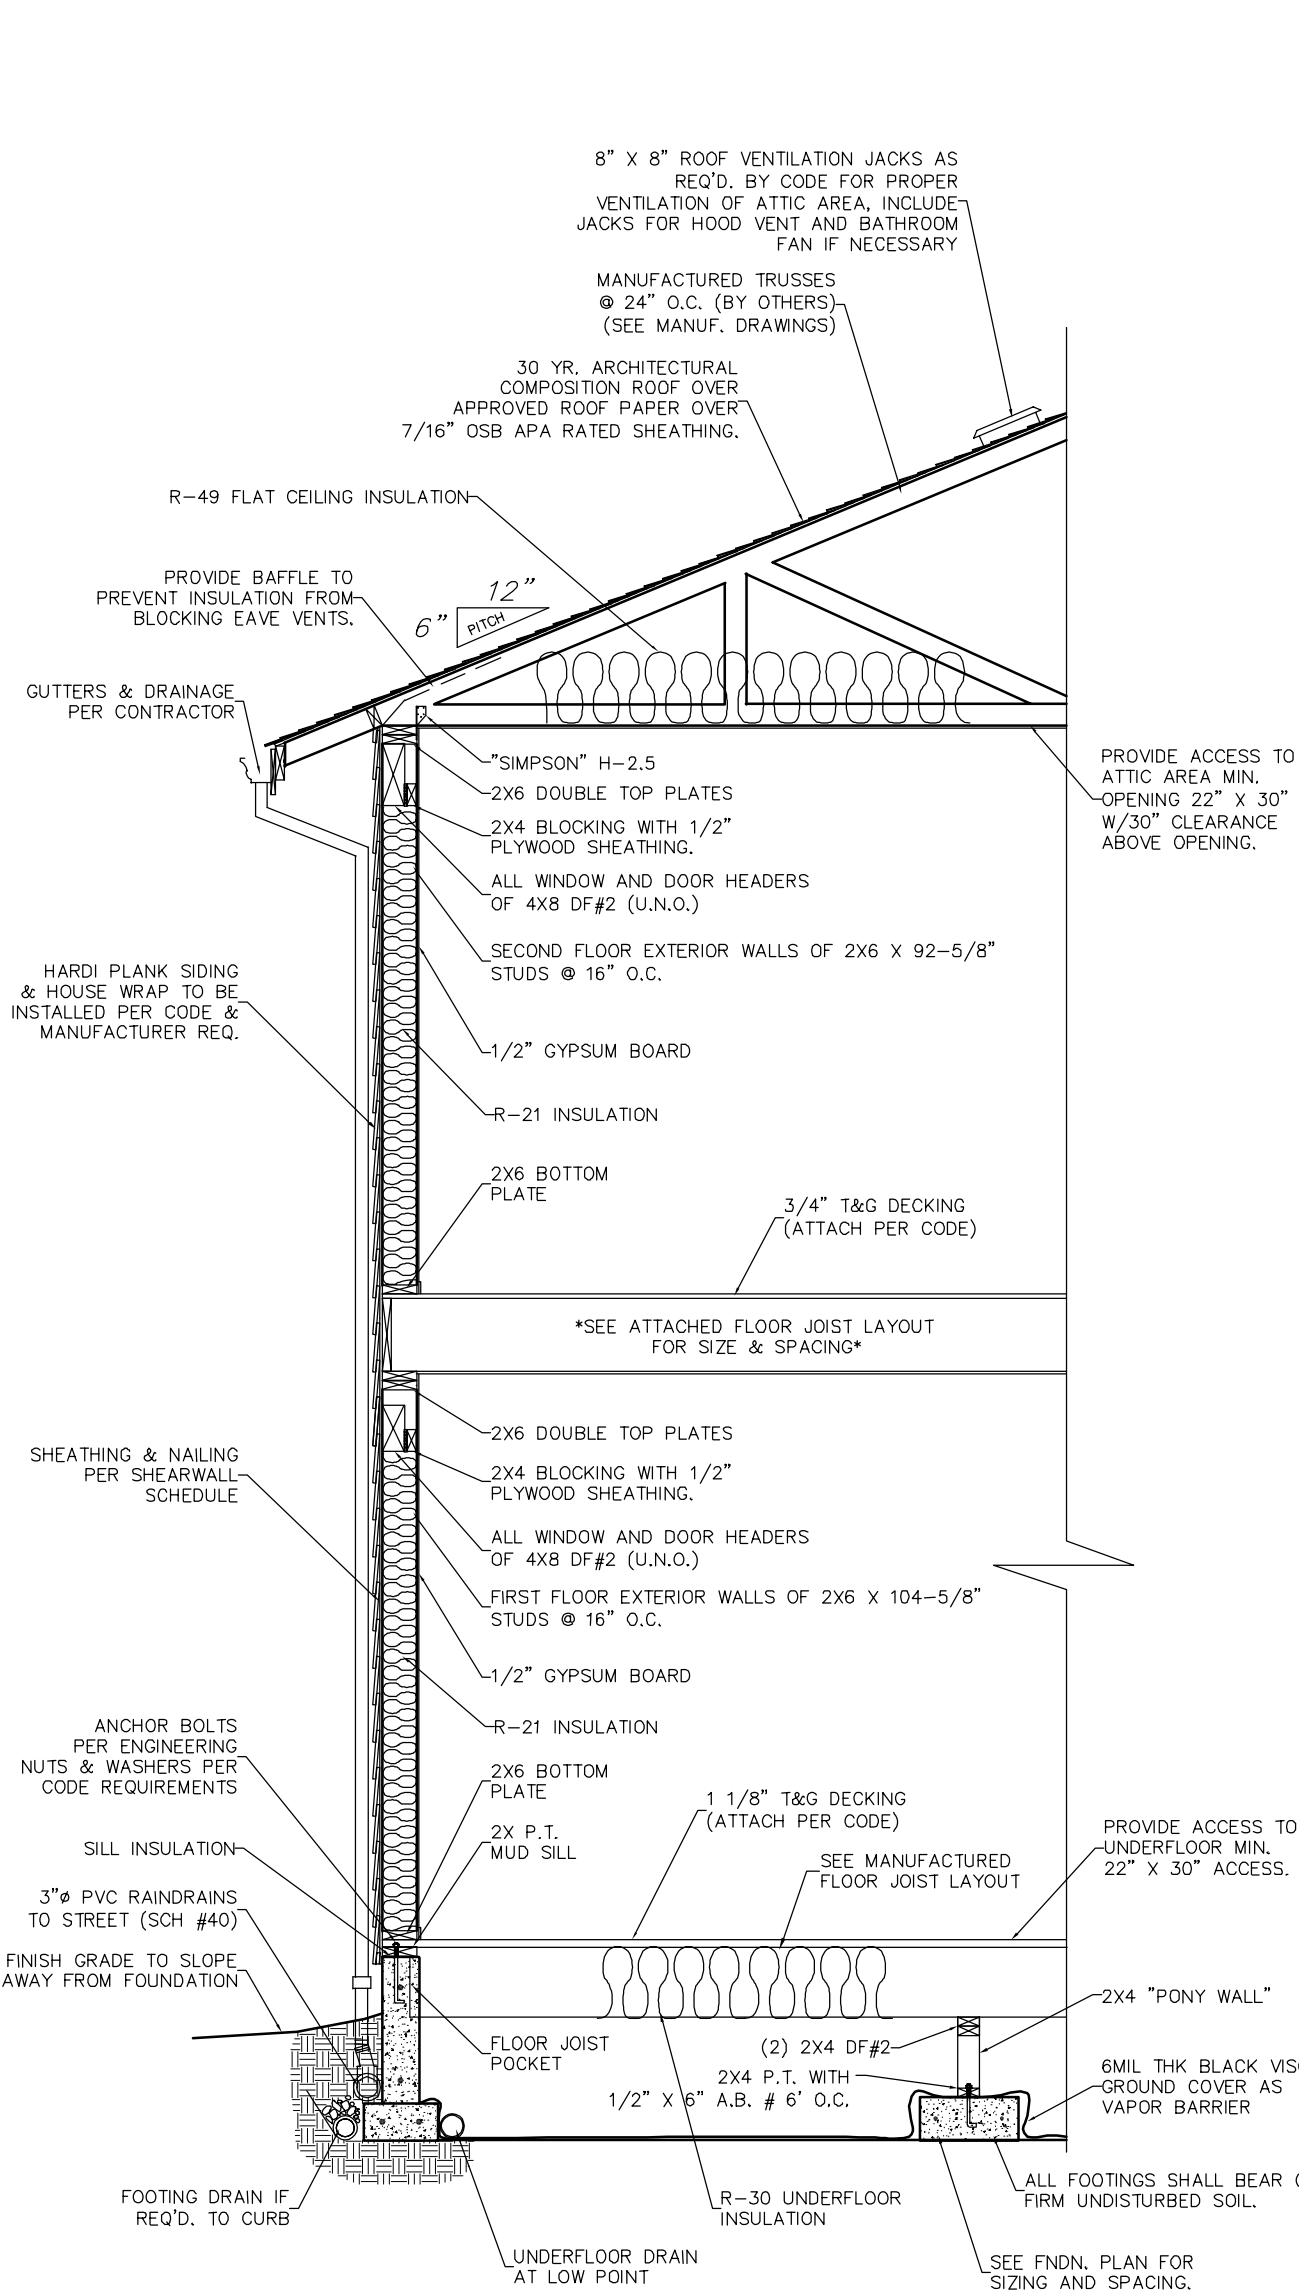 8" X 8" ROOF VENTILATION JACKS AS
REQ'D. BY CODE FOR PROPER
VENTILATION OF ATTIC AREA, INCLUDE
JACKS FOR HOOD VENT AND BATHROOM
FAN IF NECESSARY
MANUFACTURED TRUSSES
@ 24" O.C. (BY OTHERS)
(SEE MANUF. DRAWINGS)
30 YR. ARCHITECTURAL
COMPOSITION ROOF OVER
APPROVED ROOF PAPER OVER
7/16" OSB APA RATED SHEATHING.
R-49 FLAT CEILING INSULATION
PROVIDE BAFFLE TO
PREVENT INSULATION FROM
BLOCKING EAVE VENTS.
12"
6"
PITCH
GUTTERS & DRAINAGE
PER CONTRACTOR
"SIMPSON" H-2.5
2X6 DOUBLE TOP PLATES
2X4 BLOCKING WITH 1/2"
PLYWOOD SHEATHING.
ALL WINDOW AND DOOR HEADERS
OF 4X8 DF#2 (U.N.O.)
PROVIDE ACCESS TO
ATTIC AREA MIN.
OPENING 22" X 30"
W/30" CLEARANCE
ABOVE OPENING.
SECOND FLOOR EXTERIOR WALLS OF 2X6 X 92-5/8"
STUDS @ 16" O.C.
HARDI PLANK SIDING
& HOUSE WRAP TO BE
INSTALLED PER CODE &
MANUFACTURER REQ.
1/2" GYPSUM BOARD
R-21 INSULATION
2X6 BOTTOM
PLATE
3/4" T&G DECKING
(ATTACH PER CODE)
*SEE ATTACHED FLOOR JOIST LAYOUT
FOR SIZE & SPACING*
2X6 DOUBLE TOP PLATES
2X4 BLOCKING WITH 1/2"
PLYWOOD SHEATHING.
SHEATHING & NAILING
PER SHEARWALL
SCHEDULE
ALL WINDOW AND DOOR HEADERS
OF 4X8 DF#2 (U.N.O.)
FIRST FLOOR EXTERIOR WALLS OF 2X6 X 104-5/8"
STUDS @ 16" O.C.
1/2" GYPSUM BOARD
R-21 INSULATION
ANCHOR BOLTS
PER ENGINEERING
NUTS & WASHERS PER
CODE REQUIREMENTS
2X6 BOTTOM
PLATE
2X P.T.
MUD SILL
1 1/8" T&G DECKING
(ATTACH PER CODE)
SEE MANUFACTURED
FLOOR JOIST LAYOUT
PROVIDE ACCESS TO
UNDERFLOOR MIN.
22" X 30" ACCESS.
SILL INSULATION
3"ø PVC RAINDRAINS
TO STREET (SCH #40)
FINISH GRADE TO SLOPE
AWAY FROM FOUNDATION
FLOOR JOIST
POCKET
(2) 2X4 DF#2
2X4 P.T. WITH
1/2" X 6" A.B. # 6' O.C.
2X4 "PONY WALL"
6MIL THK BLACK
GROUND COVER AS
VAPOR BARRIER
ALL FOOTINGS SHALL BEAR
FIRM UNDISTURBED SOIL.
FOOTING DRAIN IF
REQ'D. TO CURB
R-30 UNDERFLOOR
INSULATION
UNDERFLOOR DRAIN
AT LOW POINT
SEE FNDN. PLAN FOR
SIZING AND SPACING.